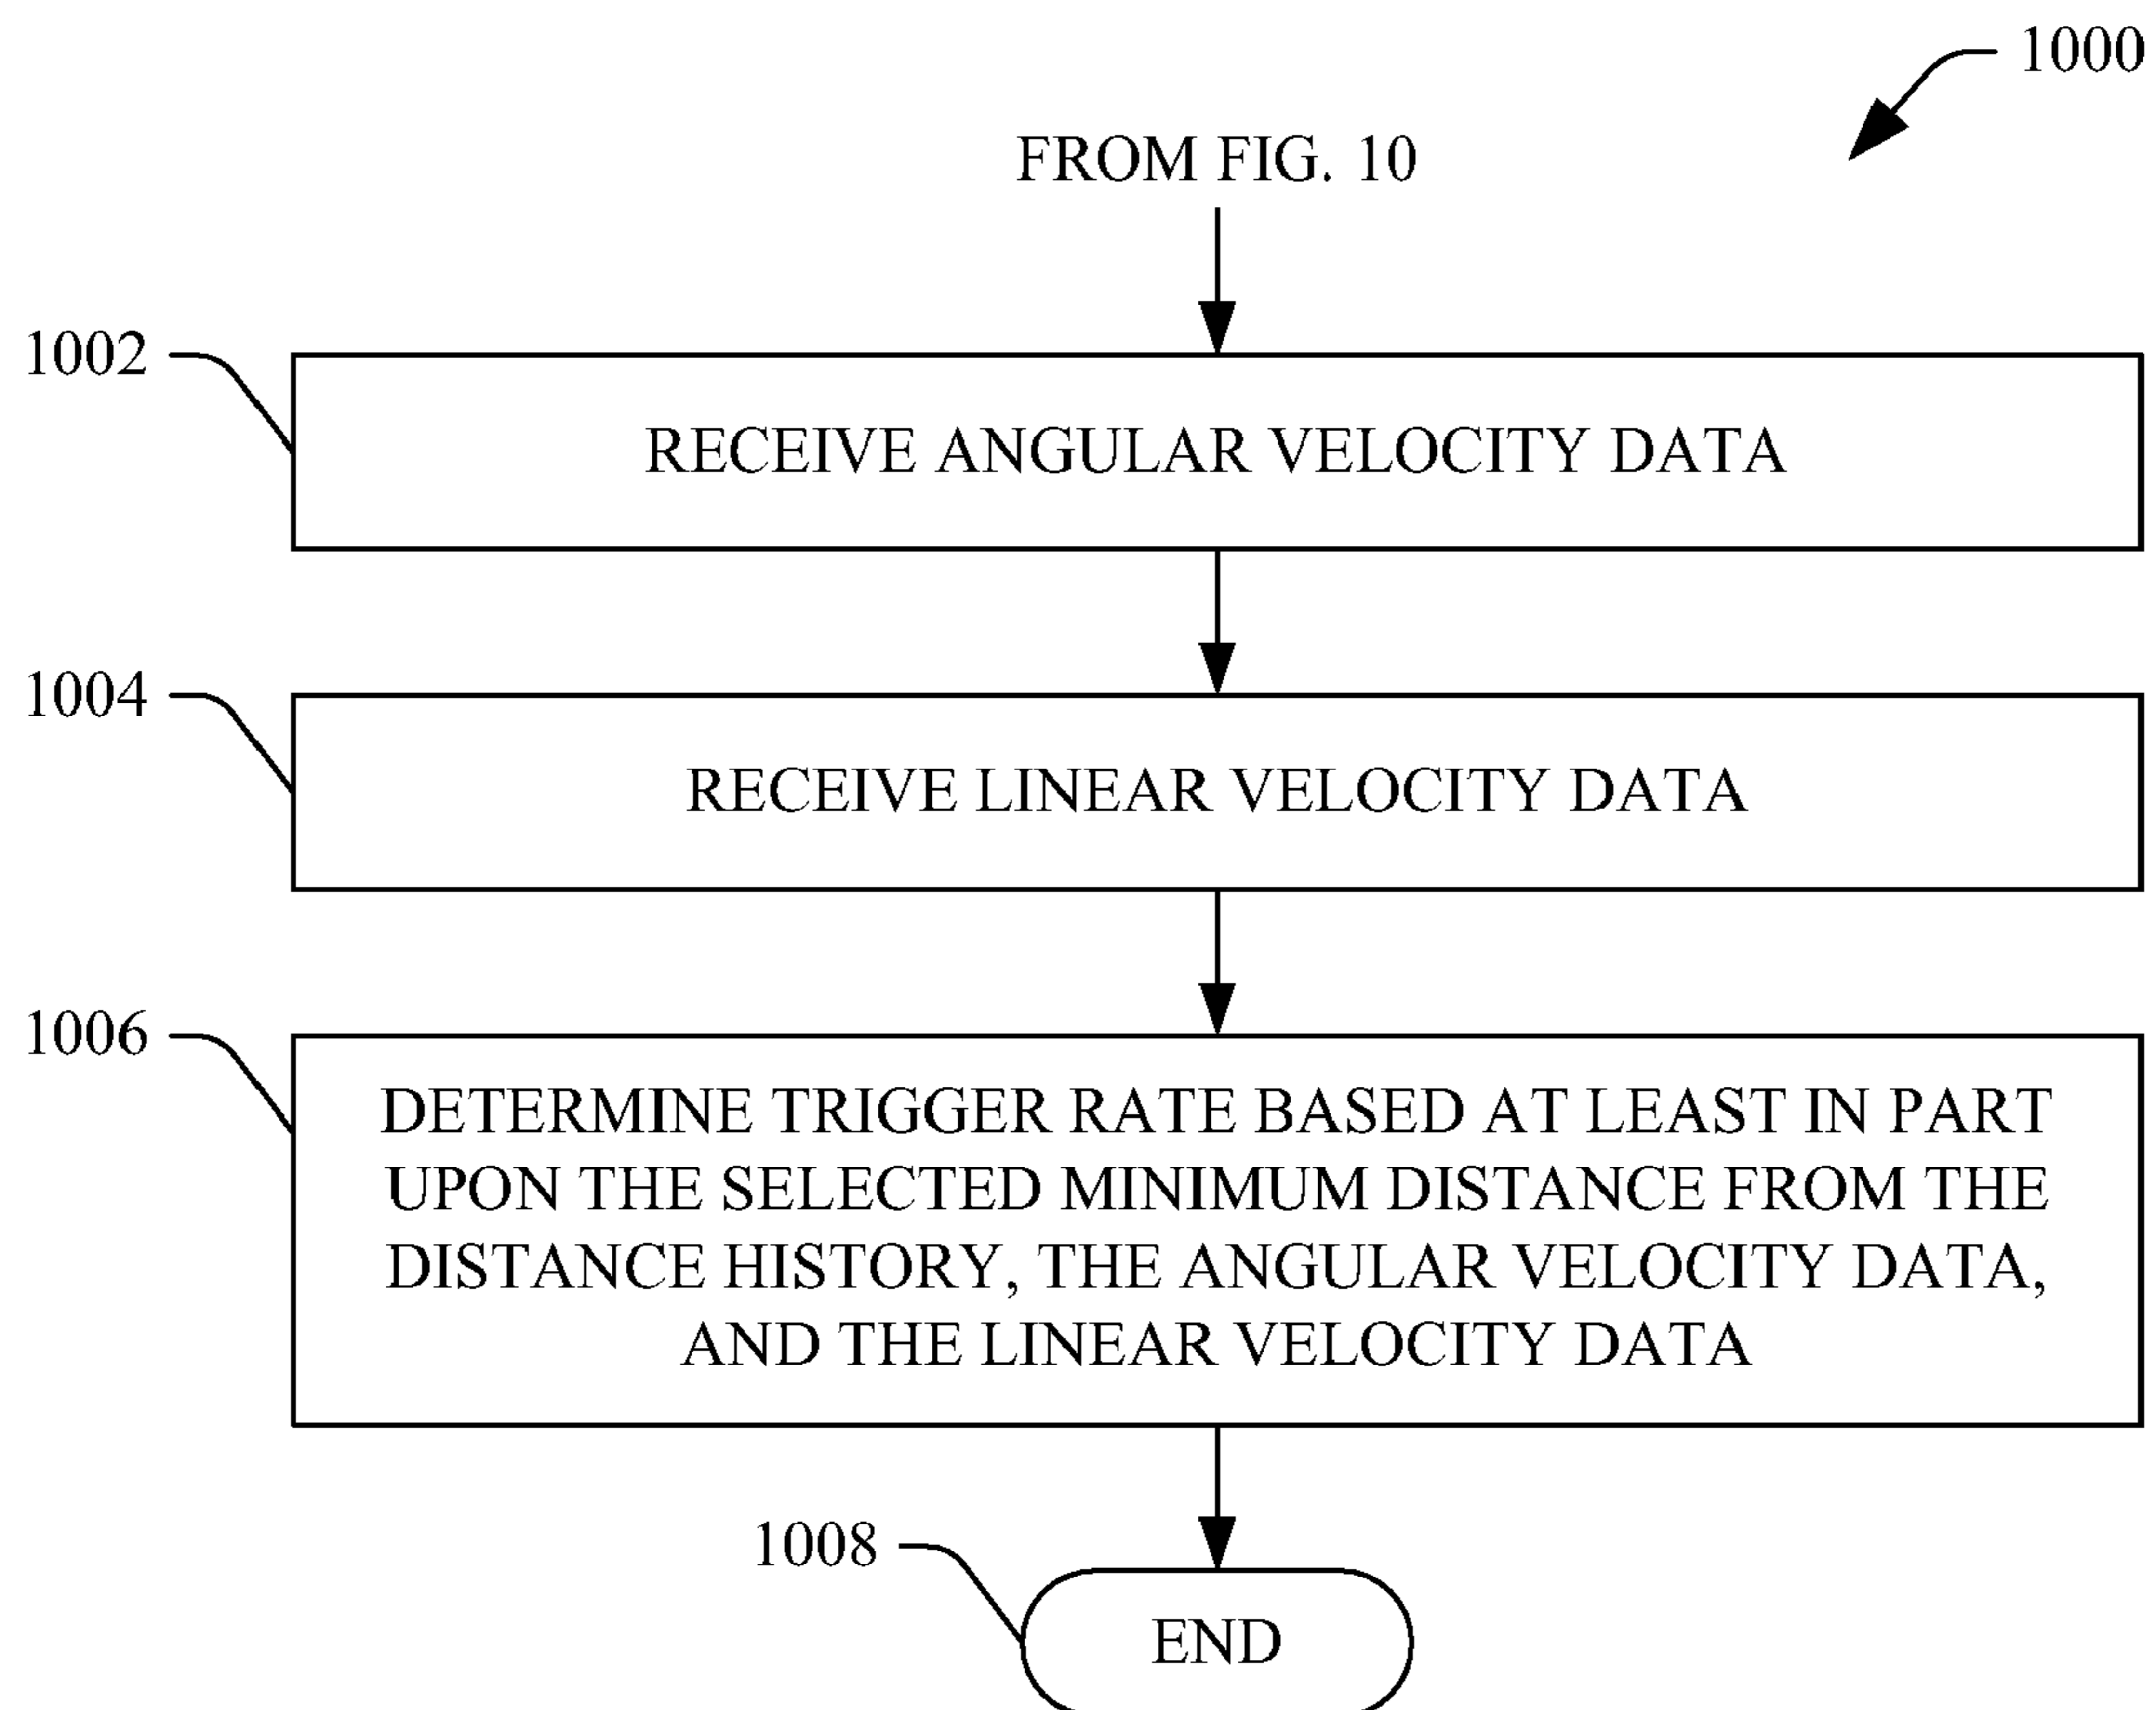 1000
FROM FIG. 10
1002
RECEIVE ANGULAR VELOCITY DATA
1004
RECEIVE LINEAR VELOCITY DATA
1006
DETERMINE TRIGGER RATE BASED AT LEAST IN PART
UPON THE SELECTED MINIMUM DISTANCE FROM THE
DISTANCE HISTORY, THE ANGULAR VELOCITY DATA,
AND THE LINEAR VELOCITY DATA
1008
END